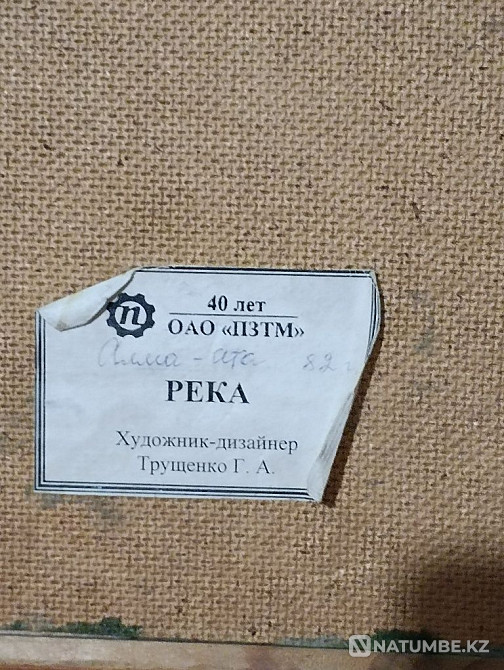 п
40 лет
ОАО «ПЗТМ»
Алма-Ата 82 г
РЕКА
Художник-дизайнер
Трущенко Г. А.
NATUMBE.KZ